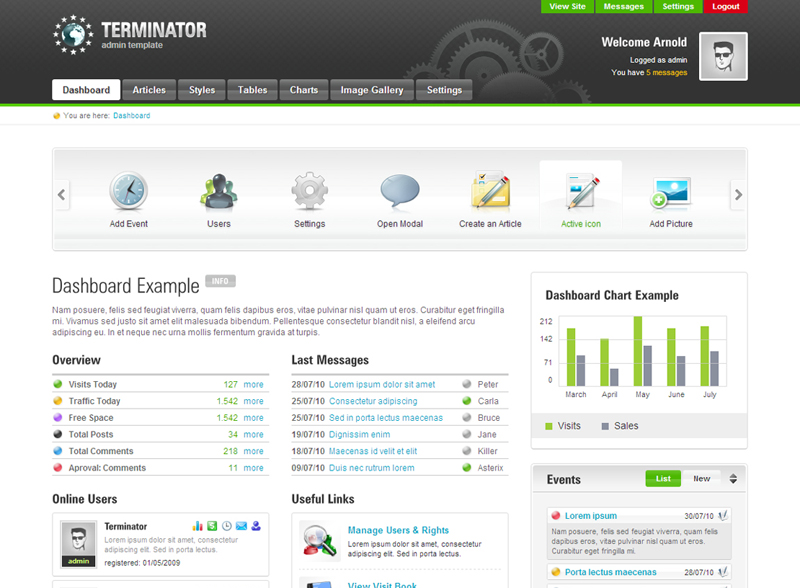 View Site Messages Settings Logout
TERMINATOR
admin template
Welcome Arnold
Logged as admin
You have 5 messages
Dashboard Articles Styles Tables Charts Image Gallery Settings
You are here: Dashboard
Add Event Users Settings Open Modal Create an Article Active icon Add Picture
Dashboard Example INFO
Nam posuere, felis sed feugiat viverra, quam felis dapibus eros, vitae pulvinar nisl quam ut eros. Curabitur eget fringilla
mi. Vivamus sed justo sit amet elit malesuada bibendum. Pellentesque consectetur blandit nisl, a eleifend arcu
adipiscing eu. In et neque nec urna mollis fermentum gravida at turpis.
Overview
Visits Today 127 more
Traffic Today 1.542 more
Free Space 1.542 more
Total Posts 34 more
Total Comments 218 more
Aproval: Comments 11 more
Last Messages
28/07/10 Lorem ipsum dolor sit amet Peter
25/07/10 Consectetur adipiscing Carla
25/07/10 Sed in porta lectus maecenas Bruce
19/07/10 Dignissim enim Jane
18/07/10 Maecenas id velit et elit Killer
09/07/10 Duis nec rutrum lorem Asterix
Online Users
Terminator
Lorem ipsum dolor sit amet, consectetur
adipiscing elit. Sed in porta lectus.
admin
registered: 01/05/2009
Useful Links
Manage Users & Rights
Lorem ipsum dolor sit amet, consectetur
adipiscing elit. Sed in porta lectus.
View Visit Book
Dashboard Chart Example
212
142
71
0
March April May June July
Visits Sales
Events List New
Lorem ipsum 30/07/10
Nam posuere, felis sed feugiat viverra, quam felis
dapibus eros, vitae pulvinar nisl quam ut eros.
Curabitur eget fringilla mi.
Porta lectus maecenas 28/07/10